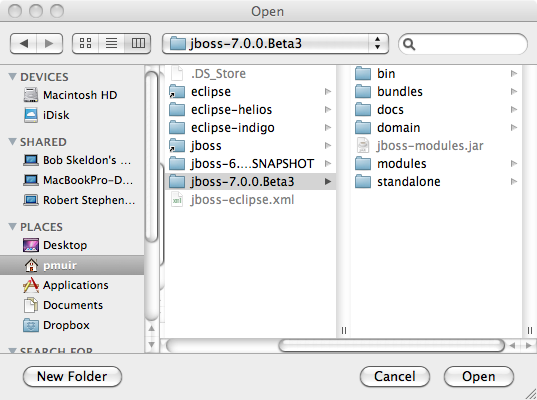 Open
jboss-7.0.0.Beta3
DEVICES
Macintosh HD
iDisk
SHARED
Bob Skeldon's ...
MacBookPro-D...
Robert Stephen...
PLACES
Desktop
pmuir
Applications
Documents
Dropbox
SEARCH FOR
.DS_Store
eclipse
eclipse-helios
eclipse-indigo
jboss
jboss-6....SNAPSHOT
jboss-7.0.0.Beta3
jboss-eclipse.xml
bin
bundles
docs
domain
jboss-modules.jar
modules
standalone
New Folder
Cancel
Open